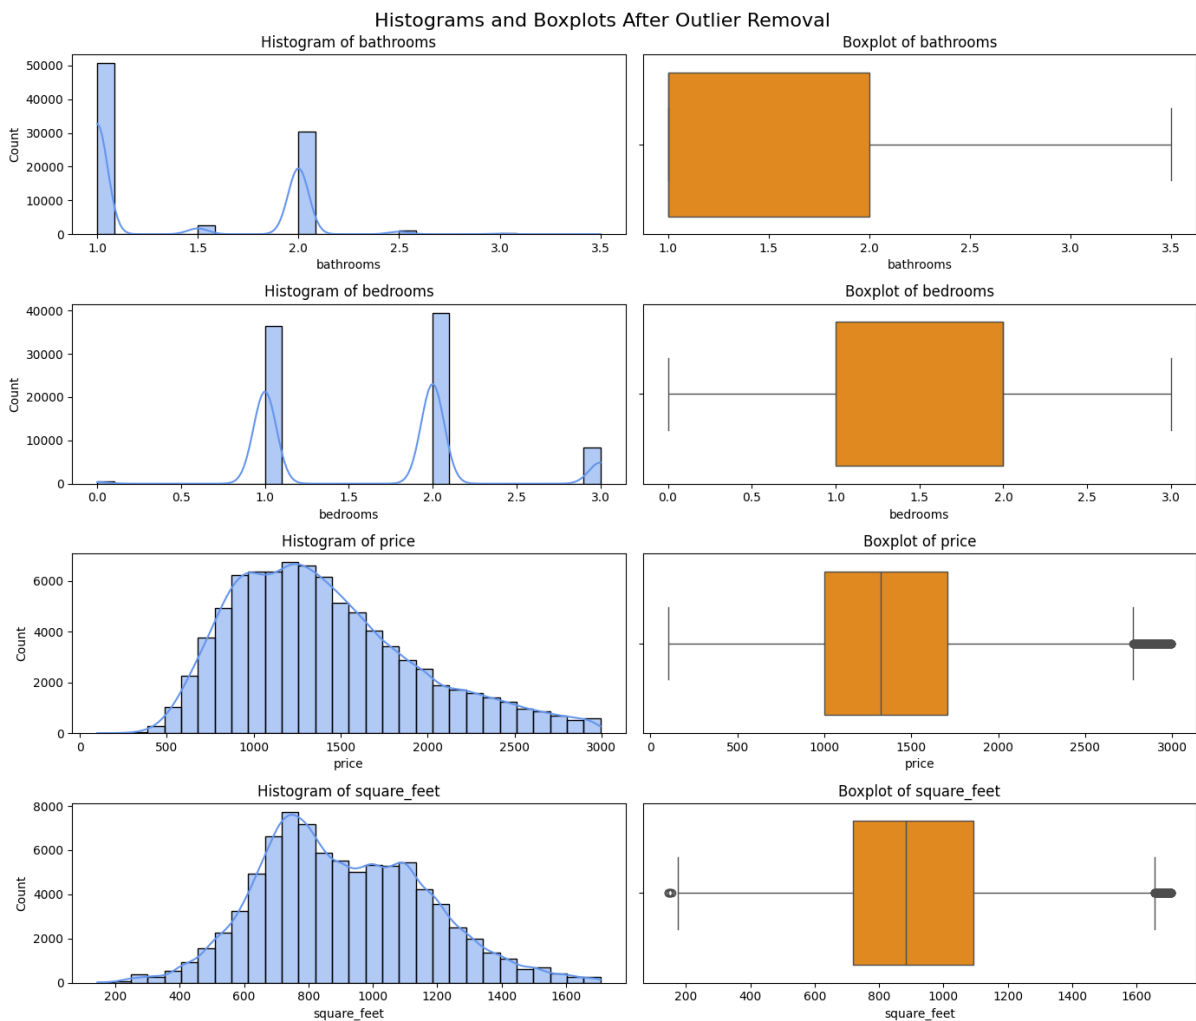 Histograms and Boxplots After Outlier Removal
Histogram of bathrooms
Count
50000
40000
30000
20000
10000
0
1.0 1.5 2.0 2.5 3.0 3.5
bathrooms
Boxplot of bathrooms
1.0 1.5 2.0 2.5 3.0 3.5
bathrooms
Histogram of bedrooms
Count
40000
30000
20000
10000
0
0.0 0.5 1.0 1.5 2.0 2.5 3.0
bedrooms
Boxplot of bedrooms
0.0 0.5 1.0 1.5 2.0 2.5 3.0
bedrooms
Histogram of price
Count
6000
4000
2000
0
0 500 1000 1500 2000 2500 3000
price
Boxplot of price
0 500 1000 1500 2000 2500 3000
price
Histogram of square_feet
Count
8000
6000
4000
2000
0
200 400 600 800 1000 1200 1400 1600
square_feet
Boxplot of square_feet
200 400 600 800 1000 1200 1400 1600
square_feet